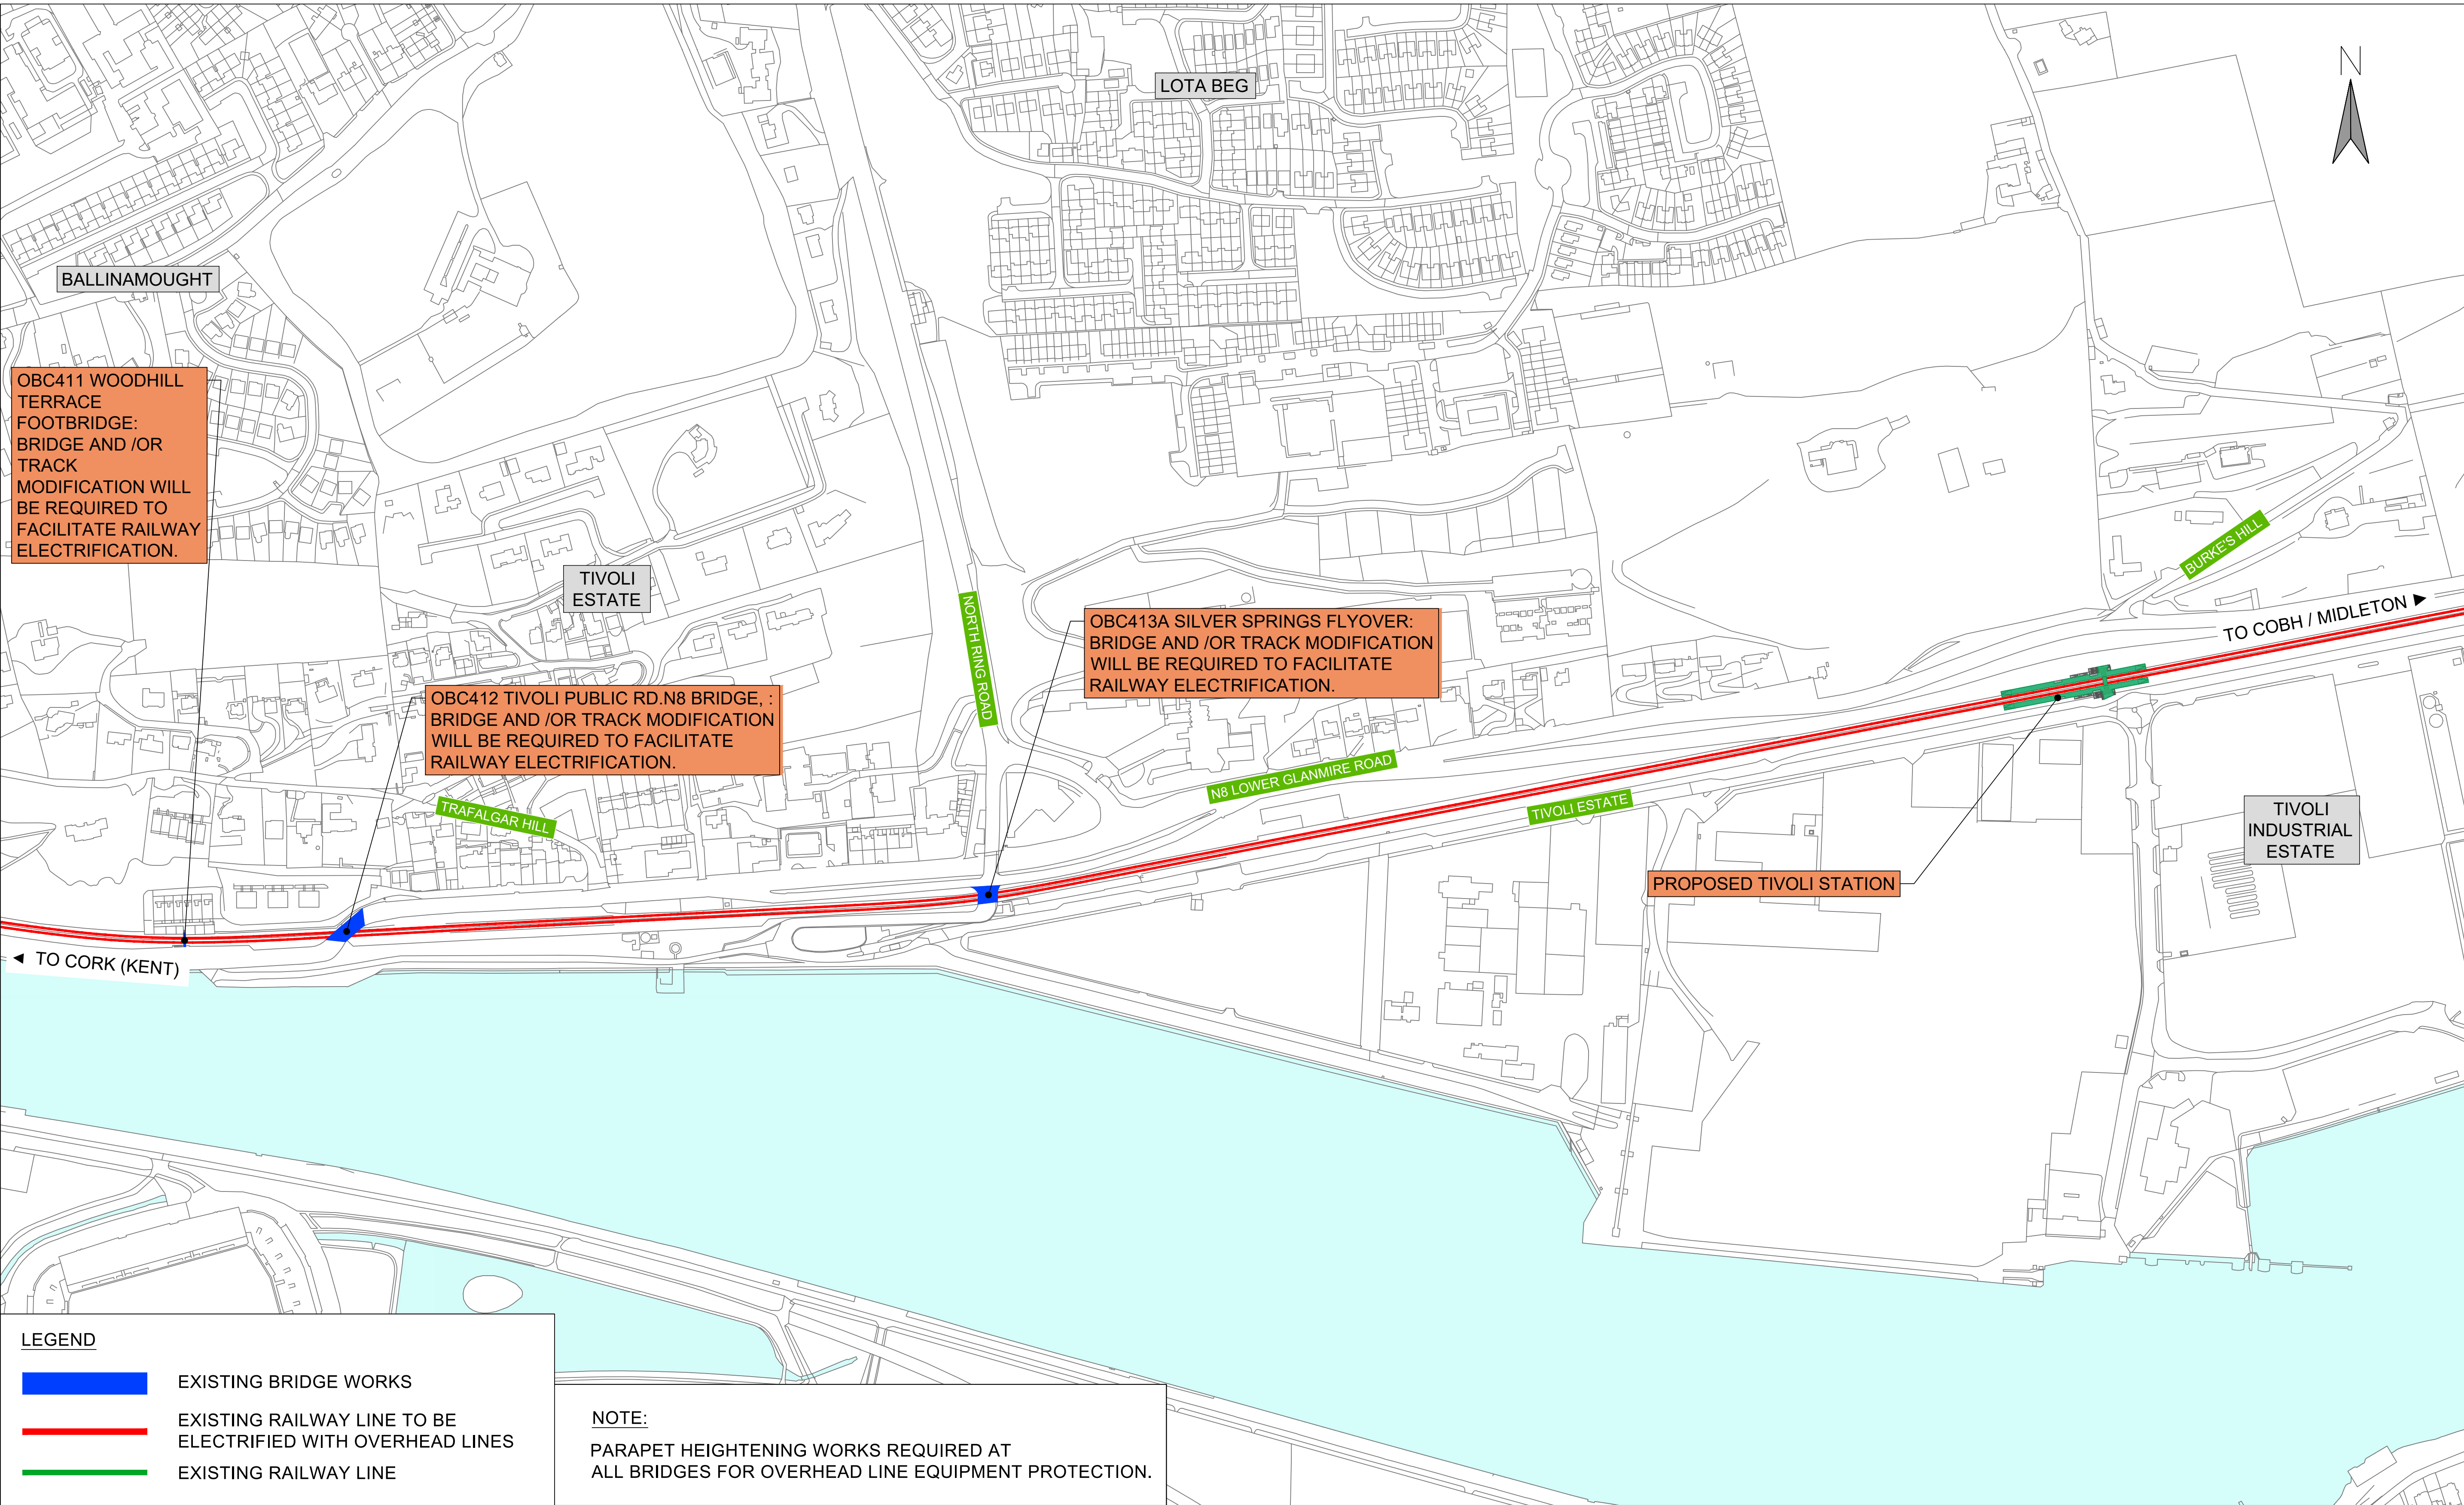 LOTA BEG
N
BALLINAMOUGHT
OBC411 WOODHILL
TERRACE
FOOTBRIDGE:
BRIDGE AND /OR
TRACK
MODIFICATION WILL
BE REQUIRED TO
FACILITATE RAILWAY
ELECTRIFICATION.
TIVOLI
ESTATE
NORTH RING ROAD
BURKE'S HILL
OBC413A SILVER SPRINGS FLYOVER:
BRIDGE AND /OR TRACK MODIFICATION
WILL BE REQUIRED TO FACILITATE
RAILWAY ELECTRIFICATION.
TO COBH / MIDLETON ►
OBC412 TIVOLI PUBLIC RD.N8 BRIDGE, :
BRIDGE AND /OR TRACK MODIFICATION
WILL BE REQUIRED TO FACILITATE
RAILWAY ELECTRIFICATION.
TRAFALGAR HILL
N8 LOWER GLANMIRE ROAD
TIVOLI ESTATE
TIVOLI
INDUSTRIAL
ESTATE
PROPOSED TIVOLI STATION
◄ TO CORK (KENT)
LEGEND
EXISTING BRIDGE WORKS
EXISTING RAILWAY LINE TO BE
ELECTRIFIED WITH OVERHEAD LINES
EXISTING RAILWAY LINE
NOTE:
PARAPET HEIGHTENING WORKS REQUIRED AT
ALL BRIDGES FOR OVERHEAD LINE EQUIPMENT PROTECTION.